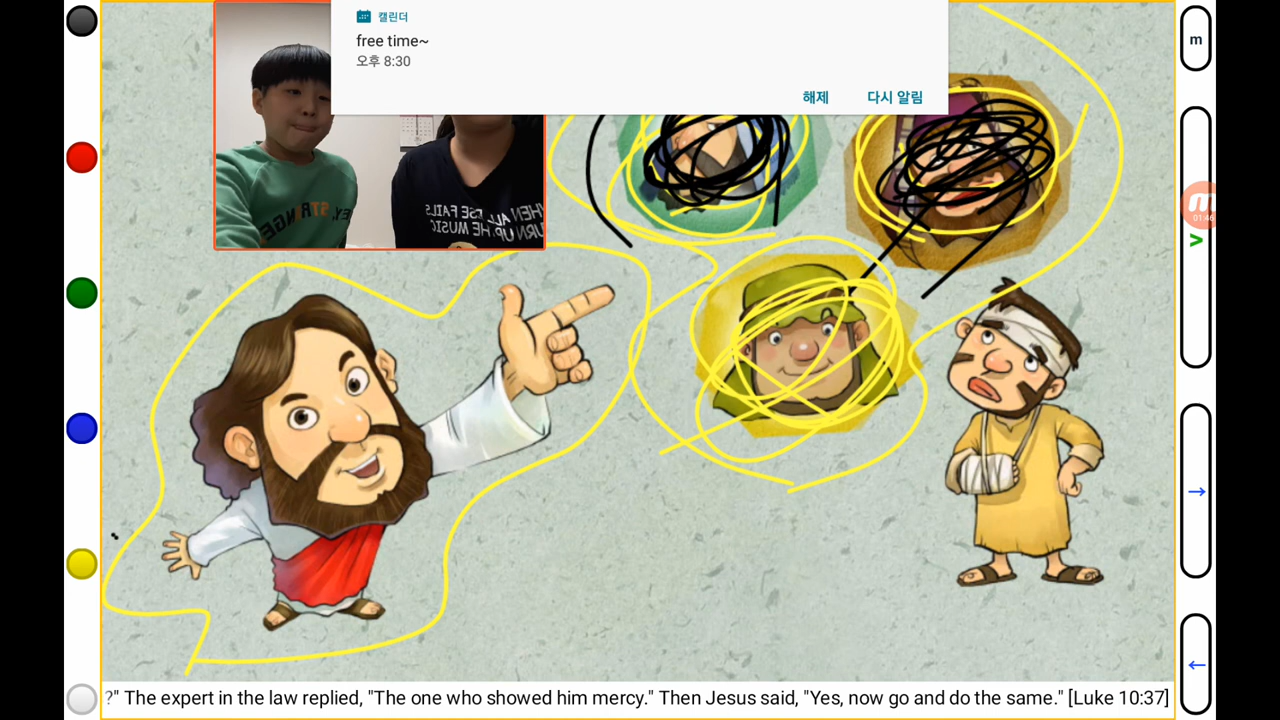 캘린더
free time~
오후 8:30
해제 다시 알림
m
01:46
>
→
←
?" The expert in the law replied, "The one who showed him mercy." Then Jesus said, "Yes, now go and do the same." [Luke 10:37]